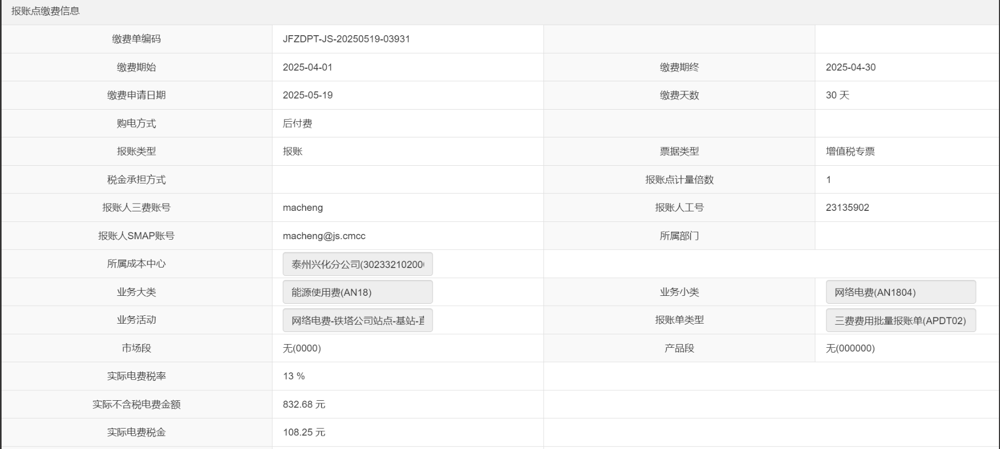 报账点缴费信息
缴费单编码 JFZDPT-JS-20250519-03931
缴费期始 2025-04-01 缴费期终 2025-04-30
缴费申请日期 2025-05-19 缴费天数 30 天
购电方式 后付费
报账类型 报账 票据类型 增值税专票
税金承担方式 报账点计量倍数 1
报账人三费账号 macheng 报账人工号 23135902
报账人SMAP账号 macheng@js.cmcc 所属部门
所属成本中心 泰州兴化分公司(30233210200
业务大类 能源使用费(AN18) 业务小类 网络电费(AN1804)
业务活动 网络电费-铁塔公司站点-基站-直 报账单类型 三费费用批量报账单(APDT02)
市场段 无(0000) 产品段 无(000000)
实际电费税率 13 %
实际不含税电费金额 832.68 元
实际电费税金 108.25 元